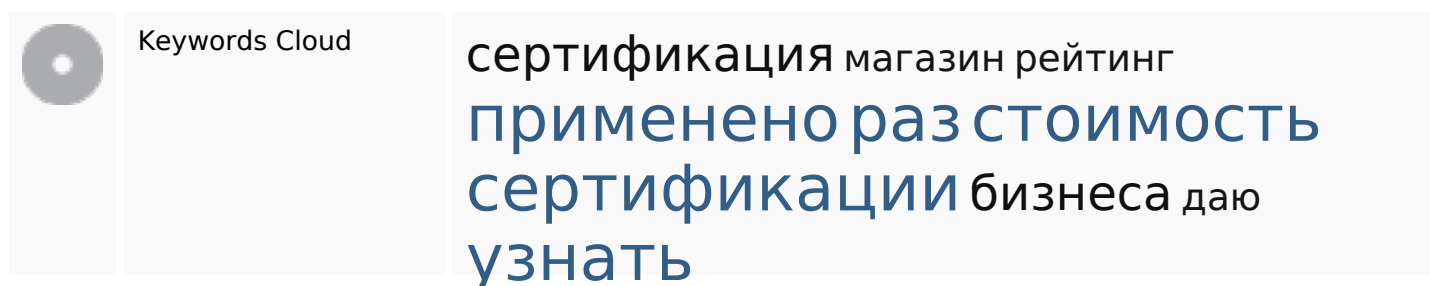 Keywords Cloud
сертификация магазин рейтинг
применено раз стоимость
сертификации бизнеса даю
узнать